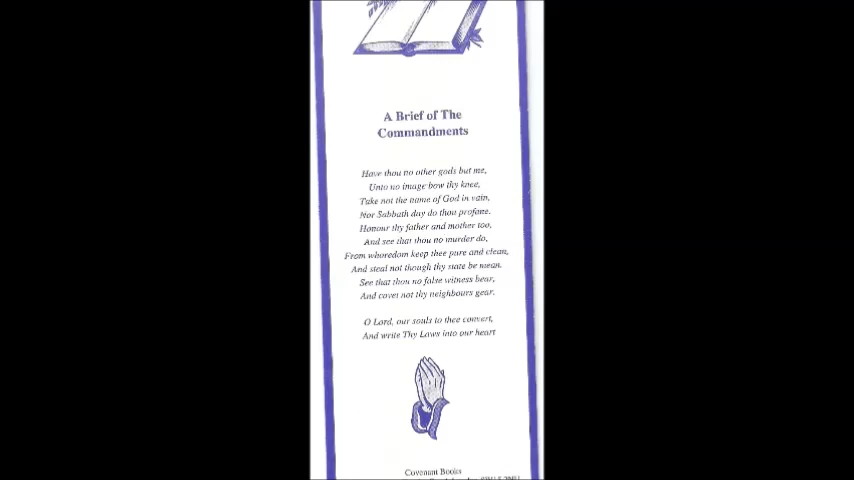 A Brief of The
Commandments
Have thou no other gods but me,
Unto no image bow thy knee,
Take not the name of God in vain,
Nor Sabbath day do thou profane.
Honour thy father and mother too,
And see that thou no murder do,
From whoredom keep thee pure and clean,
And steal not though thy state be mean.
See that thou no false witness bear,
And covet not thy neighbours gear.
O Lord, our souls to thee convert,
And write Thy Laws into our heart
Covenant Books